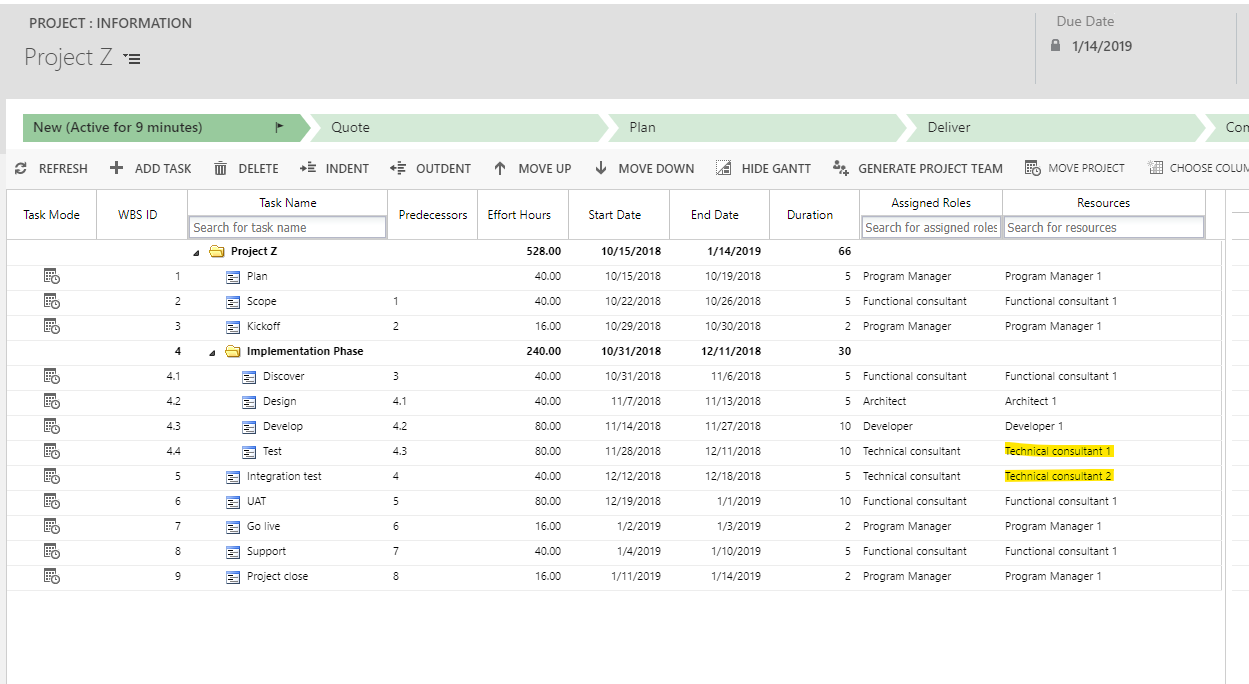 PROJECT : INFORMATION
Project Z
Due Date
1/14/2019
New (Active for 9 minutes) Quote Plan Deliver
REFRESH ADD TASK DELETE INDENT OUTDENT MOVE UP MOVE DOWN HIDE GANTT GENERATE PROJECT TEAM MOVE PROJECT CHOOSE
Task Mode WBS ID Task Name Predecessors Effort Hours Start Date End Date Duration Assigned Roles Resources
Search for task name Search for assigned roles Search for resources
Project Z 528.00 10/15/2018 1/14/2019 66
1 Plan 40.00 10/15/2018 10/19/2018 5 Program Manager Program Manager 1
2 Scope 1 40.00 10/22/2018 10/26/2018 5 Functional consultant Functional consultant 1
3 Kickoff 2 16.00 10/29/2018 10/30/2018 2 Program Manager Program Manager 1
4 Implementation Phase 240.00 10/31/2018 12/11/2018 30
4.1 Discover 3 40.00 10/31/2018 11/6/2018 5 Functional consultant Functional consultant 1
4.2 Design 4.1 40.00 11/7/2018 11/13/2018 5 Architect Architect 1
4.3 Develop 4.2 80.00 11/14/2018 11/27/2018 10 Developer Developer 1
4.4 Test 4.3 80.00 11/28/2018 12/11/2018 10 Technical consultant Technical consultant 1
5 Integration test 4 40.00 12/12/2018 12/18/2018 5 Technical consultant Technical consultant 2
6 UAT 5 80.00 12/19/2018 1/1/2019 10 Functional consultant Functional consultant 1
7 Go live 6 16.00 1/2/2019 1/3/2019 2 Program Manager Program Manager 1
8 Support 7 40.00 1/4/2019 1/10/2019 5 Functional consultant Functional consultant 1
9 Project close 8 16.00 1/11/2019 1/14/2019 2 Program Manager Program Manager 1